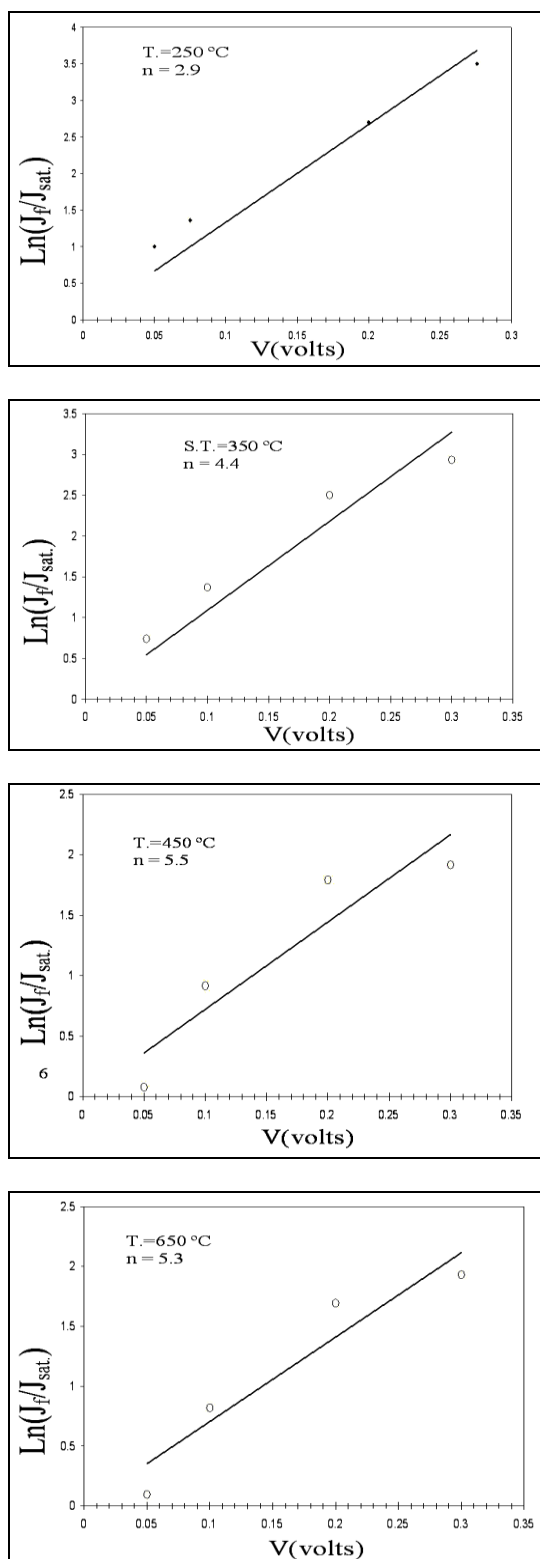 4
3.5
3
2.5
2
1.5
1
0.5
0
T.=250 ºC
n = 2.9
Ln(Jf/Jsat.)
0 0.05 0.1 0.15 0.2 0.25 0.3
V(volts)
3.5
3
2.5
2
1.5
1
0.5
0
S.T.=350 ºC
n = 4.4
Ln(Jf/Jsat.)
0 0.05 0.1 0.15 0.2 0.25 0.3 0.35
V(volts)
2.5
2
1.5
1
0.5
0
T.=450 ºC
n = 5.5
Ln(Jf/Jsat.)
6
0 0.05 0.1 0.15 0.2 0.25 0.3 0.35
V(volts)
2.5
2
1.5
1
0.5
0
T.=650 ºC
n = 5.3
Ln(Jf/Jsat.)
0 0.05 0.1 0.15 0.2 0.25 0.3 0.35
V(volts)